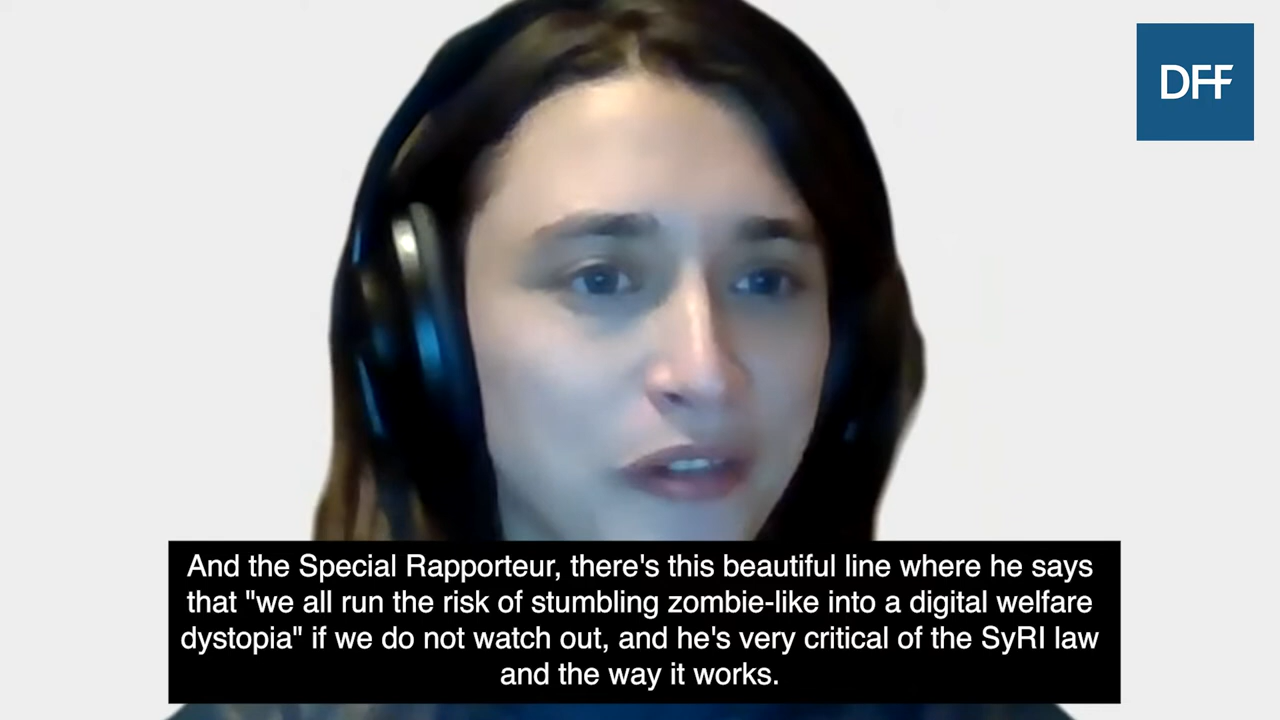 DFF
And the Special Rapporteur, there's this beautiful line where he says
that "we all run the risk of stumbling zombie-like into a digital welfare
dystopia" if we do not watch out, and he's very critical of the SyRI law
and the way it works.